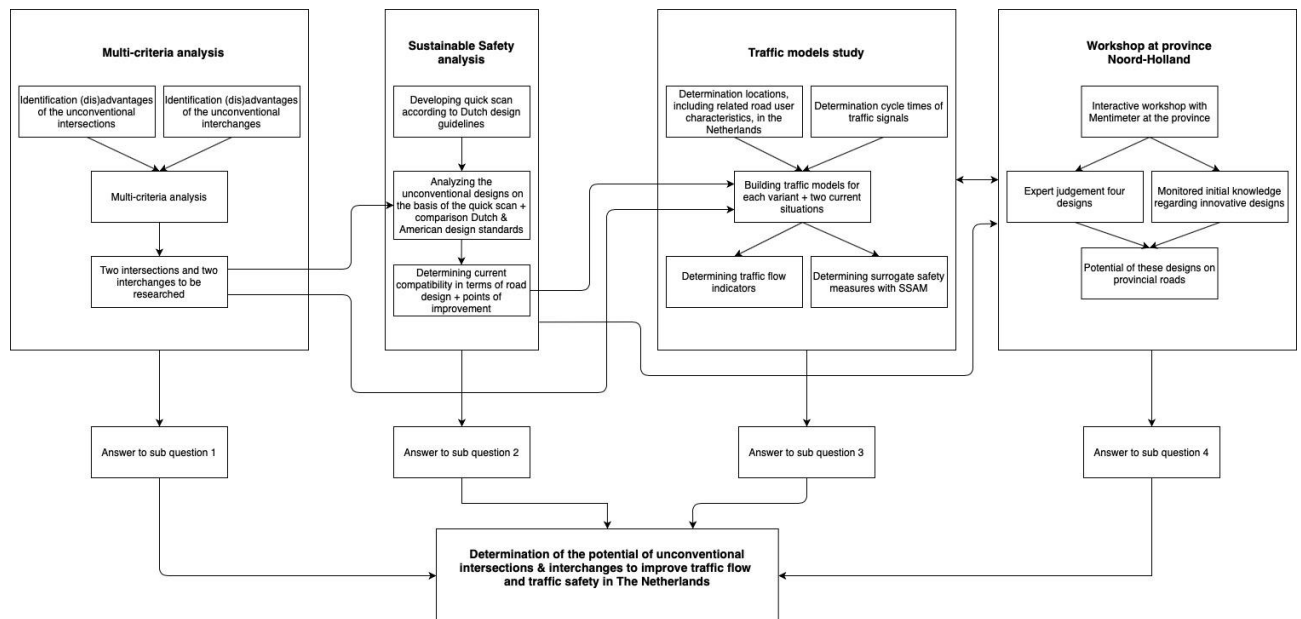 Multi-criteria analysis
Identification (dis)advantages
of the unconventional
intersections
Identification (dis)advantages
of the unconventional
interchanges
Multi-criteria analysis
Two intersections and two
interchanges to be
researched
Answer to sub question 1
Sustainable Safety
analysis
Developing quick scan
according to Dutch design
guidelines
Analyzing the
unconventional designs on
the basis of the quick scan +
comparison Dutch &
American design standards
Determining current
compatibility in terms of road
design + points of
improvement
Answer to sub question 2
Traffic models study
Determination locations,
including related road user
characteristics, in the
Netherlands
Determination cycle times of
traffic signals
Building traffic models for
each variant + two current
situations
Determining traffic flow
indicators
Determining surrogate safety
measures with SSAM
Answer to sub question 3
Workshop at province
Noord-Holland
Interactive workshop with
Mentimeter at the province
Expert judgement four
designs
Monitored initial knowledge
regarding innovative designs
Potential of these designs on
provincial roads
Answer to sub question 4
Determination of the potential of unconventional
intersections & interchanges to improve traffic flow
and traffic safety in The Netherlands